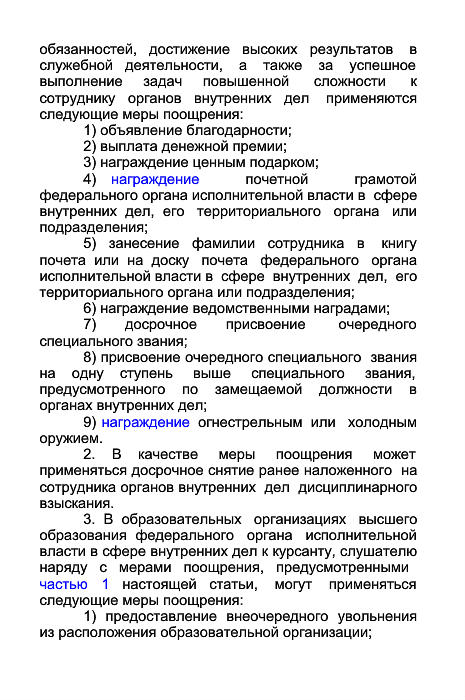 обязанностей, достижение высоких результатов в
служебной деятельности, а также за успешное
выполнение задач повышенной сложности к
сотруднику органов внутренних дел применяются
следующие меры поощрения:
1) объявление благодарности;
2) выплата денежной премии;
3) награждение ценным подарком;
4) награждение почетной грамотой
федерального органа исполнительной власти в сфере
внутренних дел, его территориального органа или
подразделения;
5) занесение фамилии сотрудника в книгу
почета или на доску почета федерального органа
исполнительной власти в сфере внутренних дел, его
территориального органа или подразделения;
6) награждение ведомственными наградами;
7) досрочное присвоение очередного
специального звания;
8) присвоение очередного специального звания
на одну ступень выше специального звания,
предусмотренного по замещаемой должности в
органах внутренних дел;
9) награждение огнестрельным или холодным
оружием.
2. В качестве меры поощрения может
применяться досрочное снятие ранее наложенного на
сотрудника органов внутренних дел дисциплинарного
взыскания.
3. В образовательных организациях высшего
образования федерального органа исполнительной
власти в сфере внутренних дел к курсанту, слушателю
наряду с мерами поощрения, предусмотренными
частью 1 настоящей статьи, могут применяться
следующие меры поощрения:
1) предоставление внеочередного увольнения
из расположения образовательной организации;